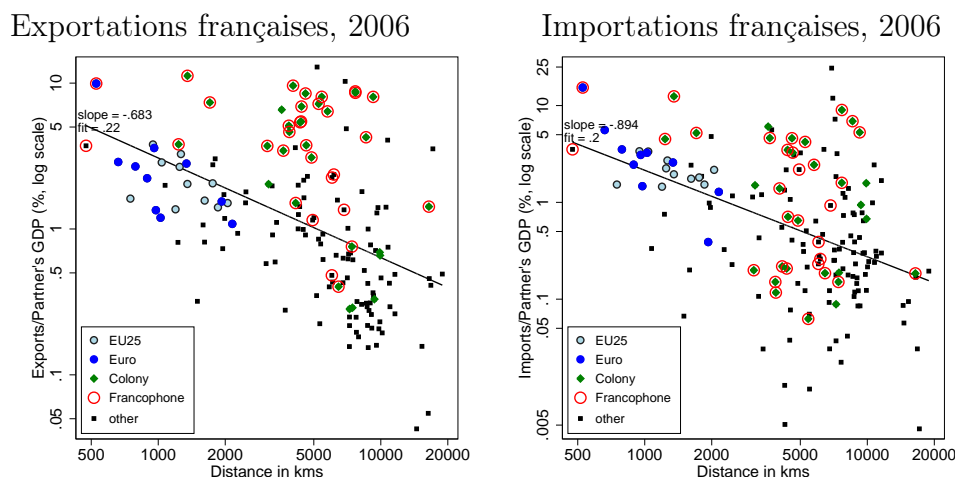 Exportations françaises, 2006
Exports/Partner's GDP (%, log scale)
10
5
1
.5
.1
.05
slope = -.683
fit = .22
EU25
Euro
Colony
Francophone
other
500 1000 2000 5000 10000 20000
Distance in kms
Importations françaises, 2006
Imports/Partner's GDP (%, log scale)
25
5
.5
.1
.05
.005
slope = -.894
fit = .2
EU25
Euro
Colony
Francophone
other
500 1000 2000 5000 10000 20000
Distance in kms